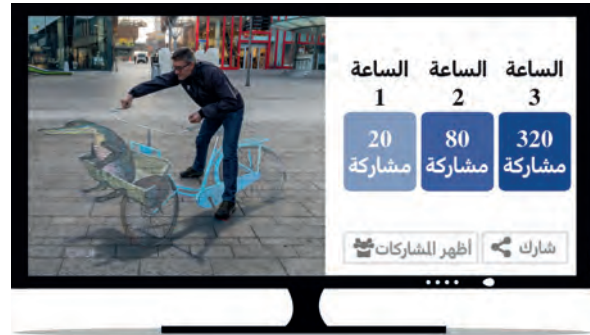 الساعة الساعة الساعة
1 2 3
20 80 320
مشاركة مشاركة مشاركة
شارك أظهر المشاركات